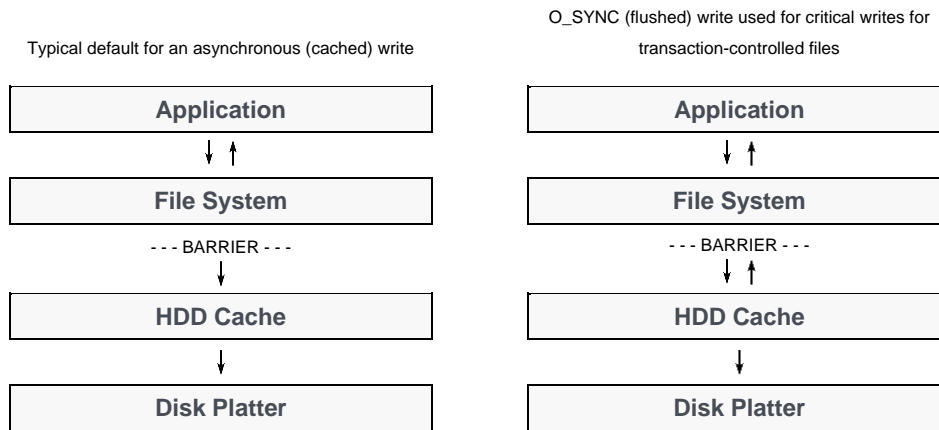 Typical default for an asynchronous (cached) write
Application
File System
- - - BARRIER - - -
HDD Cache
Disk Platter
O_SYNC (flushed) write used for critical writes for
transaction-controlled files
Application
File System
- - - BARRIER - - -
HDD Cache
Disk Platter